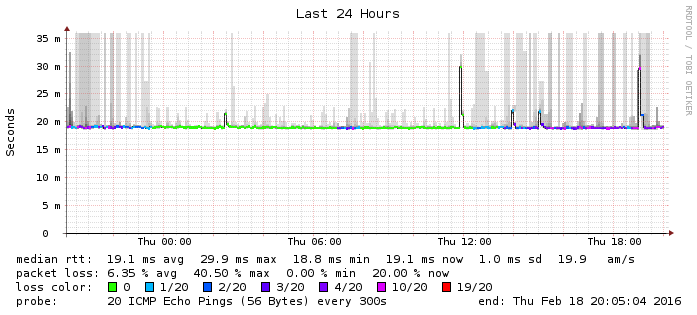 Last 24 Hours
RRDTOOL / TOBI OETIKER
Seconds
35 m
30 m
25 m
20 m
15 m
10 m
5 m
0
Thu 00:00 Thu 06:00 Thu 12:00 Thu 18:00
median rtt: 19.1 ms avg 29.9 ms max 18.8 ms min 19.1 ms now 1.0 ms sd 19.9 am/s
packet loss: 6.35 % avg 40.50 % max 0.00 % min 20.00 % now
loss color: 0 1/20 2/20 3/20 4/20 10/20 19/20
probe: 20 ICMP Echo Pings (56 Bytes) every 300s end: Thu Feb 18 20:05:04 2016